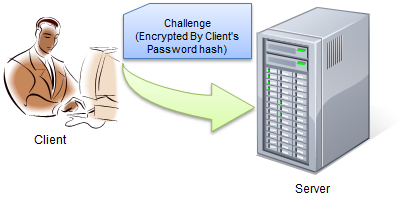 Challenge
(Encrypted By Client's
Password hash)
Client
Server